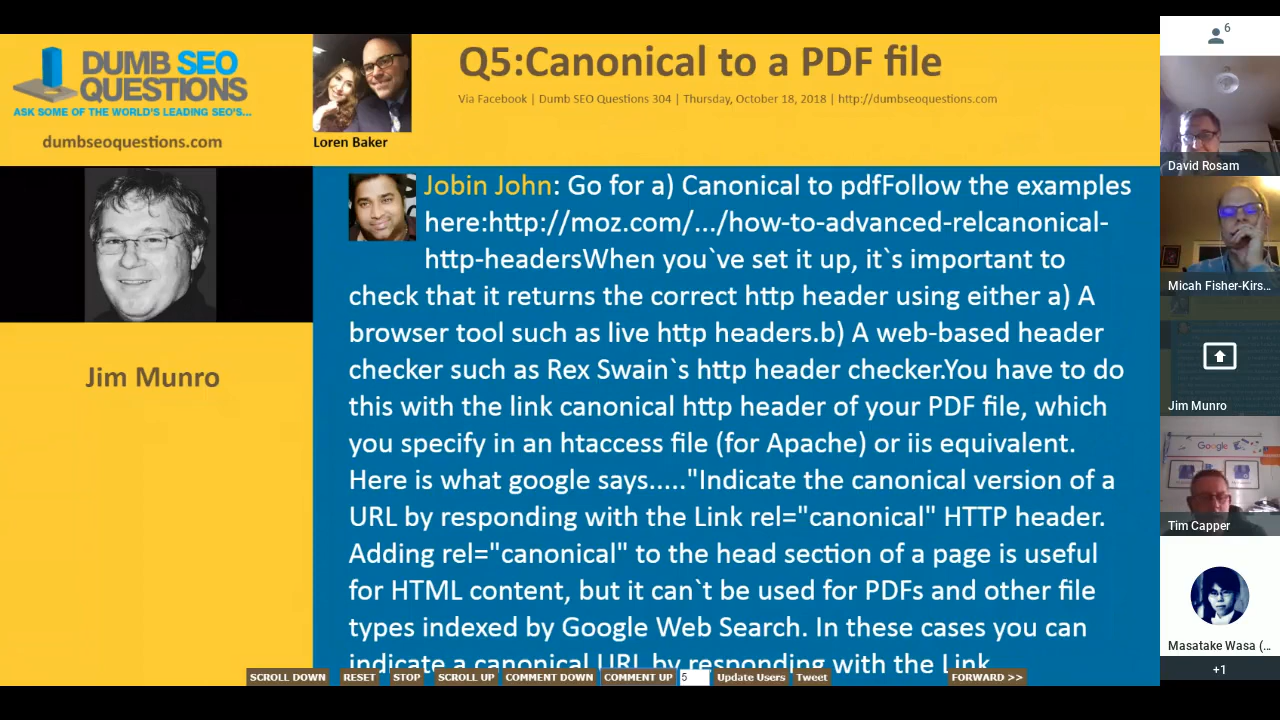 DUMB SEO
QUESTIONS
ASK SOME OF THE WORLD'S LEADING SEO'S...
dumbseoquestions.com
Loren Baker
Q5:Canonical to a PDF file
Via Facebook | Dumb SEO Questions 304 | Thursday, October 18, 2018 | http://dumbseoquestions.com
Jim Munro
Jobin John: Go for a) Canonical to pdfFollow the examples
here:http://moz.com/.../how-to-advanced-relcanonical-
http-headersWhen you`ve set it up, it`s important to
check that it returns the correct http header using either a) A
browser tool such as live http headers.b) A web-based header
checker such as Rex Swain`s http header checker.You have to do
this with the link canonical http header of your PDF file, which
you specify in an htaccess file (for Apache) or iis equivalent.
Here is what google says....."Indicate the canonical version of a
URL by responding with the Link rel="canonical" HTTP header.
Adding rel="canonical" to the head section of a page is useful
for HTML content, but it can`t be used for PDFs and other file
types indexed by Google Web Search. In these cases you can
indicate a canonical URL by responding with the Link
SCROLL DOWN RESET STOP SCROLL UP COMMENT DOWN COMMENT UP 5 Update Users Tweet FORWARD >>
6
David Rosam
Micah Fisher-Kirs...
Jim Munro
Google
Tim Capper
Masatake Wasa (...
+1